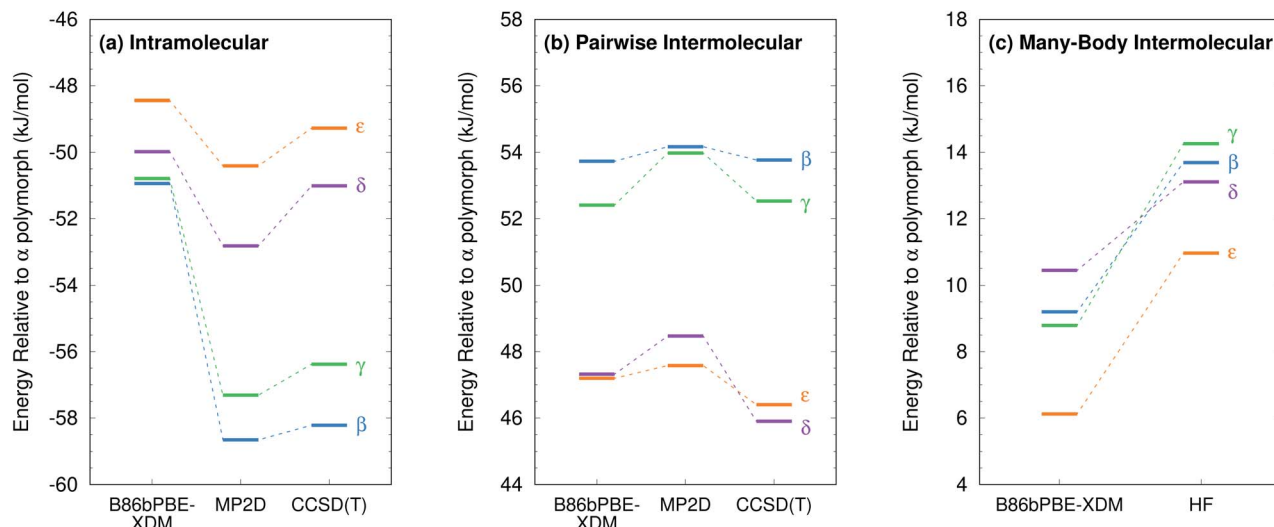 (a) Intramolecular
Energy Relative to α polymorph (kJ/mol)
-46
-48
-50
-52
-54
-56
-58
-60
ε
δ
γ
β
B86bPBE-
XDM
MP2D
CCSD(T)
(b) Pairwise Intermolecular
Energy Relative to α polymorph (kJ/mol)
58
56
54
52
50
48
46
44
β
γ
ε
δ
B86bPBE-
XDM
MP2D
CCSD(T)
(c) Many-Body Intermolecular
Energy Relative to α polymorph (kJ/mol)
18
16
14
12
10
8
6
4
γ
β
δ
ε
B86bPBE-XDM
HF